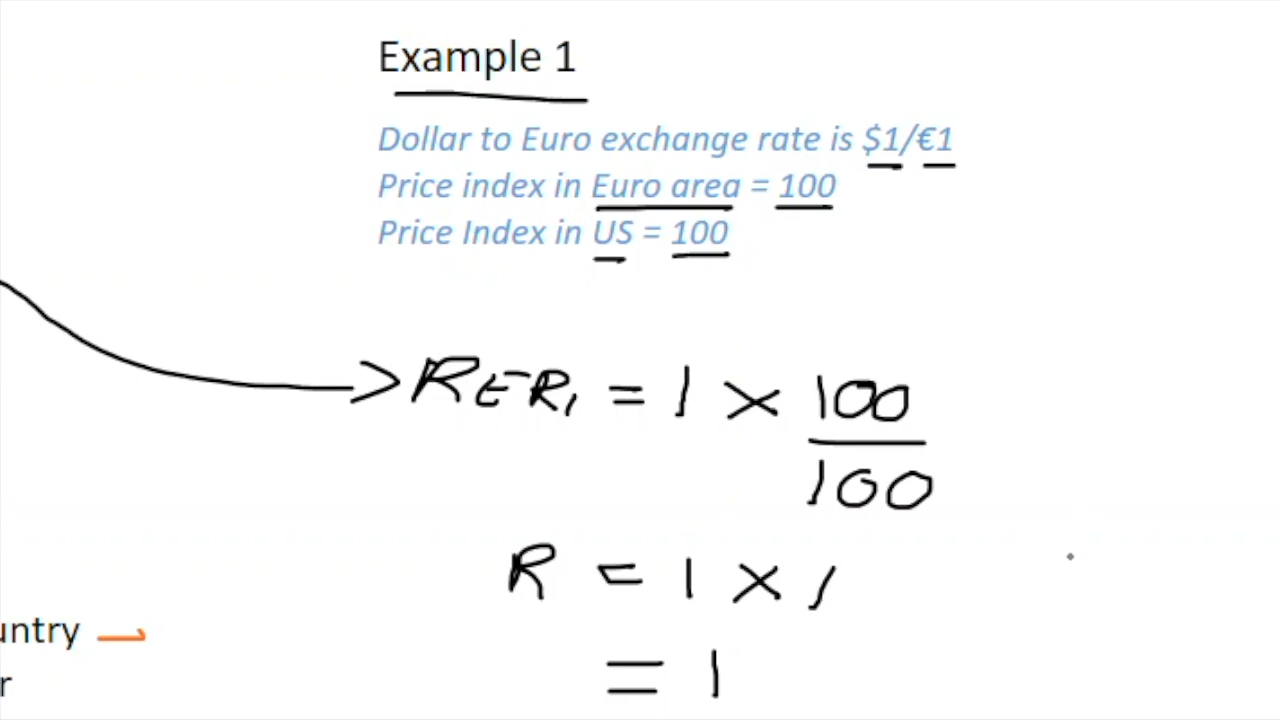 Example 1
Dollar to Euro exchange rate is $1/€1
Price index in Euro area = 100
Price Index in US = 100
RER₁ = 1 × 100
100
R = 1 × 1
untry
= 1
r